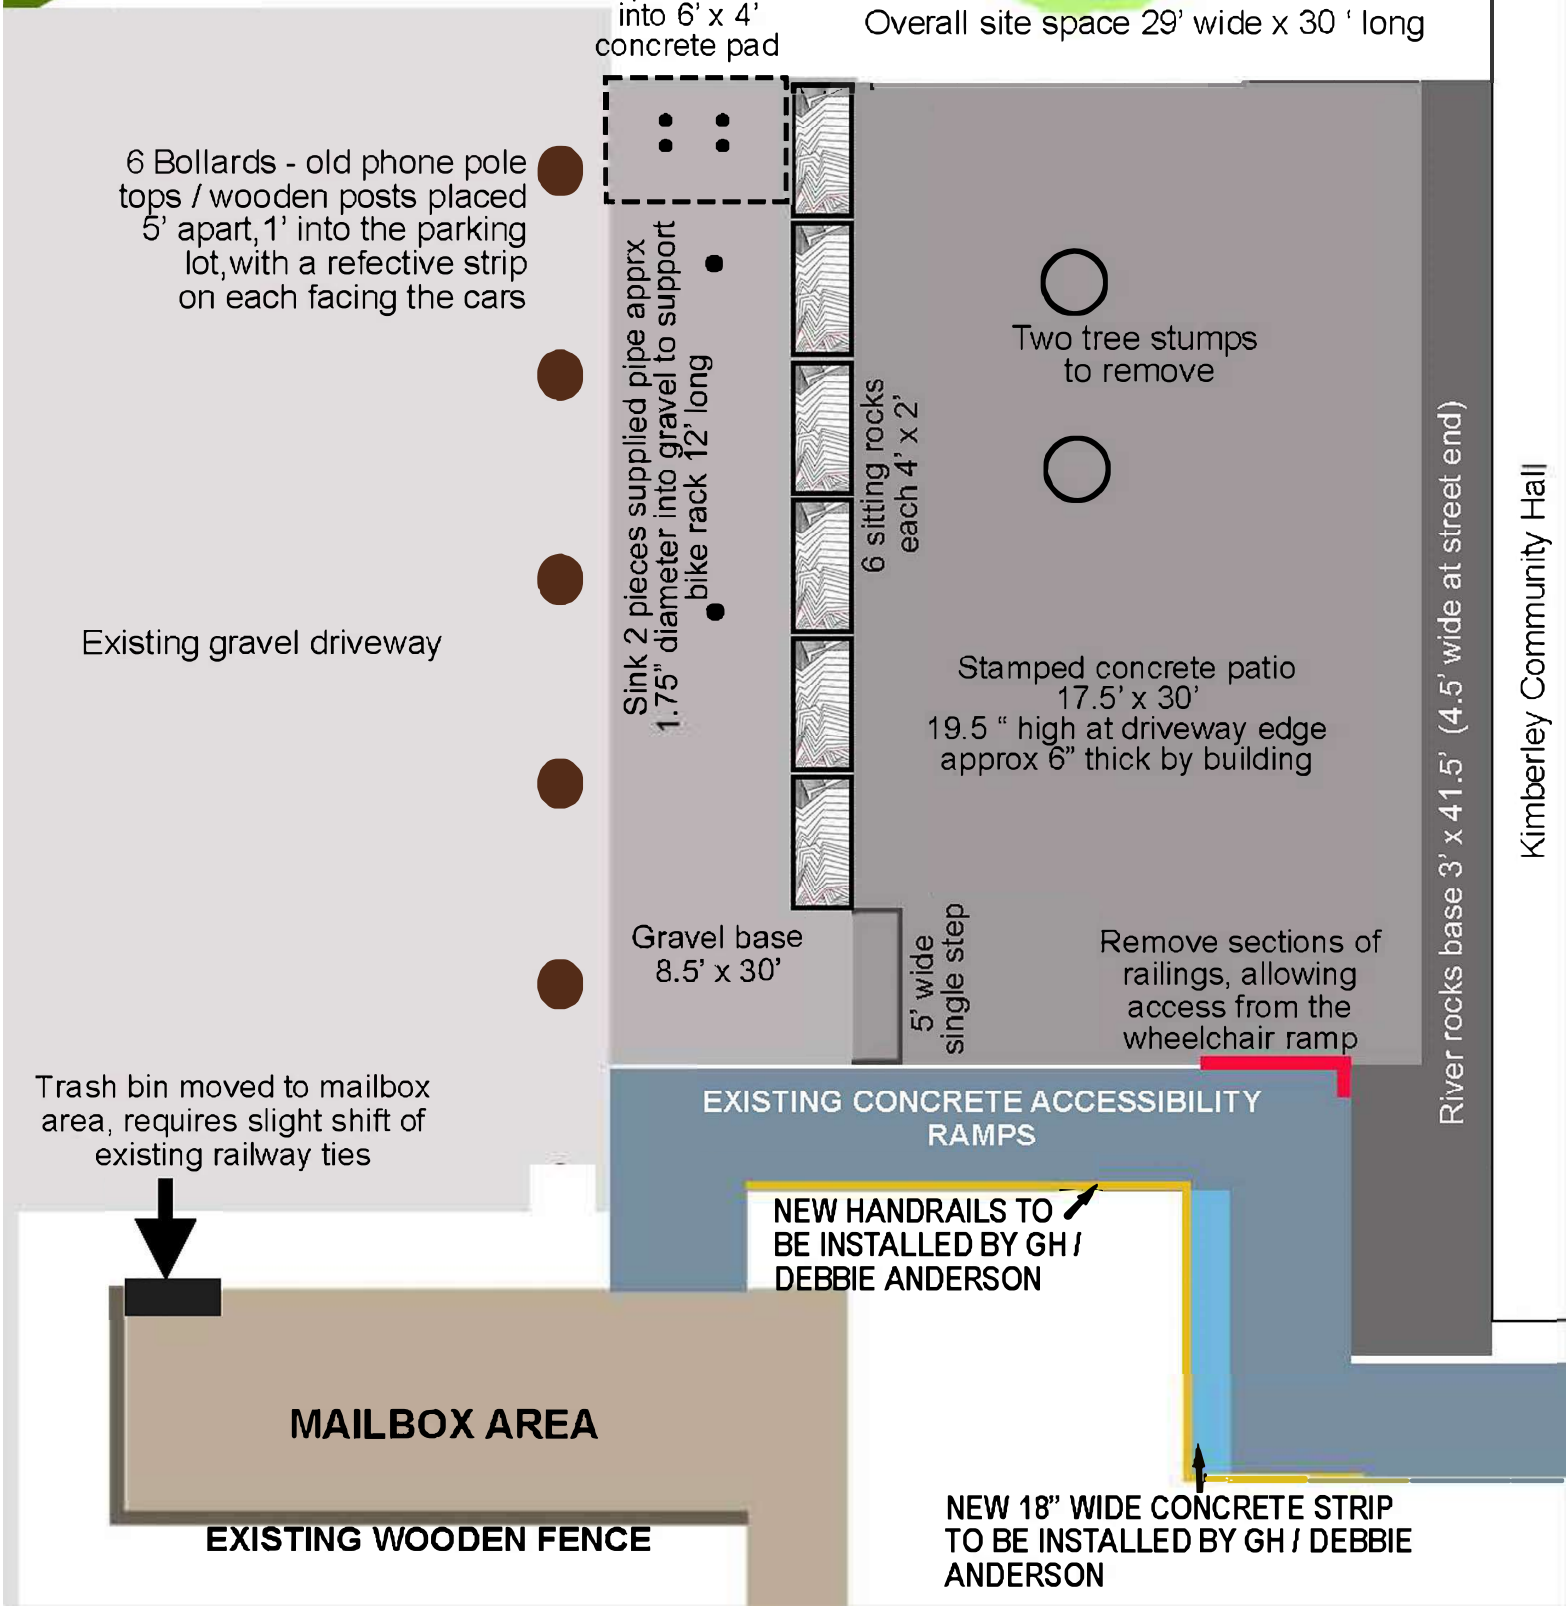 into 6’ x 4’
concrete pad
Overall site space 29’ wide x 30 ‘ long
6 Bollards - old phone pole
tops / wooden posts placed
5’ apart,1’ into the parking
lot,with a refective strip
on each facing the cars
Sink 2 pieces supplied pipe apprx
1.75” diameter into gravel to support
bike rack 12’ long
Two tree stumps
to remove
6 sitting rocks
each 4’ x 2’
Existing gravel driveway
Stamped concrete patio
17.5’ x 30’
19.5 “ high at driveway edge
approx 6” thick by building
River rocks base 3’ x 41.5’ (4.5’ wide at street end)
Kimberley Community Hall
Gravel base
8.5’ x 30’
5’ wide
single step
Remove sections of
railings, allowing
access from the
wheelchair ramp
Trash bin moved to mailbox
area, requires slight shift of
existing railway ties
EXISTING CONCRETE ACCESSIBILITY
RAMPS
NEW HANDRAILS TO
BE INSTALLED BY GH /
DEBBIE ANDERSON
MAILBOX AREA
EXISTING WOODEN FENCE
NEW 18” WIDE CONCRETE STRIP
TO BE INSTALLED BY GH / DEBBIE
ANDERSON